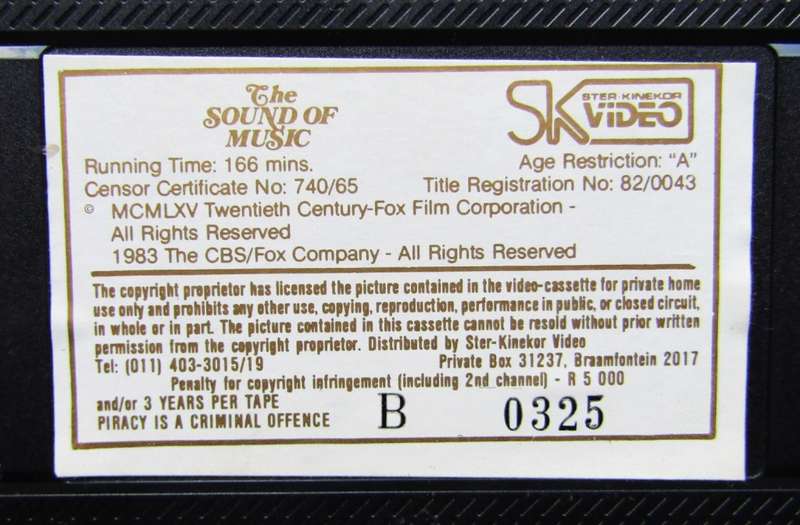 The
SOUND OF
MUSIC
SK STER·KINEKOR
VIDEO
Running Time: 166 mins. Age Restriction: "A"
Censor Certificate No: 740/65 Title Registration No: 82/0043
© MCMLXV Twentieth Century-Fox Film Corporation -
All Rights Reserved
1983 The CBS/Fox Company - All Rights Reserved
The copyright proprietor has licensed the picture contained in the video-cassette for private home
use only and prohibits any other use, copying, reproduction, performance in public, or closed circuit,
in whole or in part. The picture contained in this cassette cannot be resold without prior written
permission from the copyright proprietor. Distributed by Ster-Kinekor Video
Tel: (011) 403-3015/19 Private Box 31237, Braamfontein 2017
Penalty for copyright infringement (including 2nd channel) - R 5 000
and/or 3 YEARS PER TAPE
PIRACY IS A CRIMINAL OFFENCE B 0325